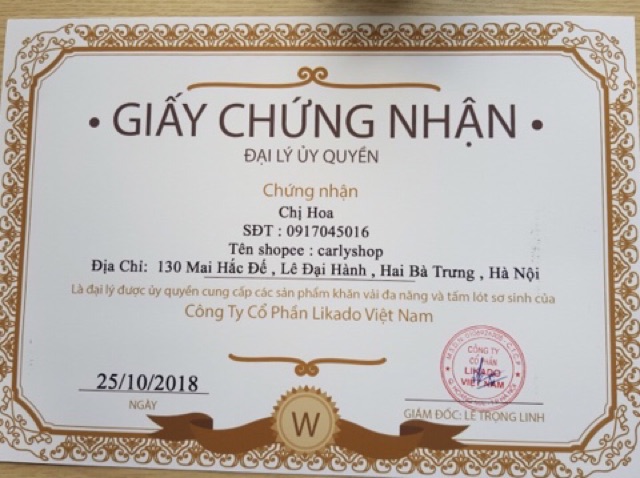 • GIẤY CHỨNG NHẬN •
ĐẠI LÝ ỦY QUYỀN
Chứng nhận
Chị Hoa
SĐT : 0917045016
Tên shopee : carlyshop
Địa Chỉ: 130 Mai Hắc Đế , Lê Đại Hành , Hai Bà Trưng , Hà Nội
Là đại lý được ủy quyền cung cấp các sản phẩm khăn vải đa năng và tấm lót sơ sinh của
Công Ty Cổ Phần Likado Việt Nam
CÔNG TY
CỔ PHẦN
LIKADO
VIỆT NAM
25/10/2018
NGÀY
W
GIÁM ĐỐC: LÊ TRỌNG LINH